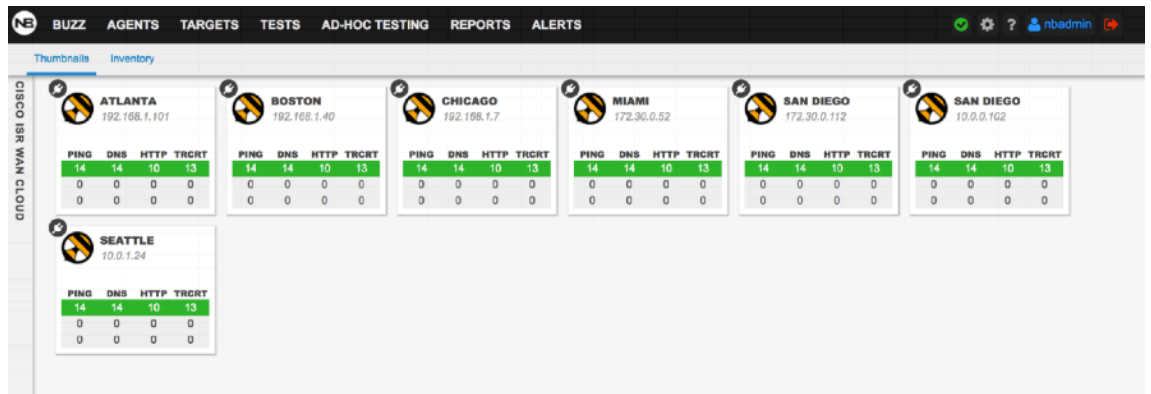 NB BUZZ AGENTS TARGETS TESTS AD-HOC TESTING REPORTS ALERTS ? nbadmin
Thumbnails Inventory
CISCO ISR WAN CLOUD
ATLANTA
192.168.1.101
PING DNS HTTP TRCRT
14 14 10 13
0 0 0 0
0 0 0 0
BOSTON
192.168.1.40
PING DNS HTTP TRCRT
14 14 10 13
0 0 0 0
0 0 0 0
CHICAGO
192.168.1.7
PING DNS HTTP TRCRT
14 14 10 13
0 0 0 0
0 0 0 0
MIAMI
172.30.0.52
PING DNS HTTP TRCRT
14 14 10 13
0 0 0 0
0 0 0 0
SAN DIEGO
172.30.0.112
PING DNS HTTP TRCRT
14 14 10 13
0 0 0 0
0 0 0 0
SAN DIEGO
10.0.0.102
PING DNS HTTP TRCRT
14 14 10 13
0 0 0 0
0 0 0 0
SEATTLE
10.0.1.24
PING DNS HTTP TRCRT
14 14 10 13
0 0 0 0
0 0 0 0